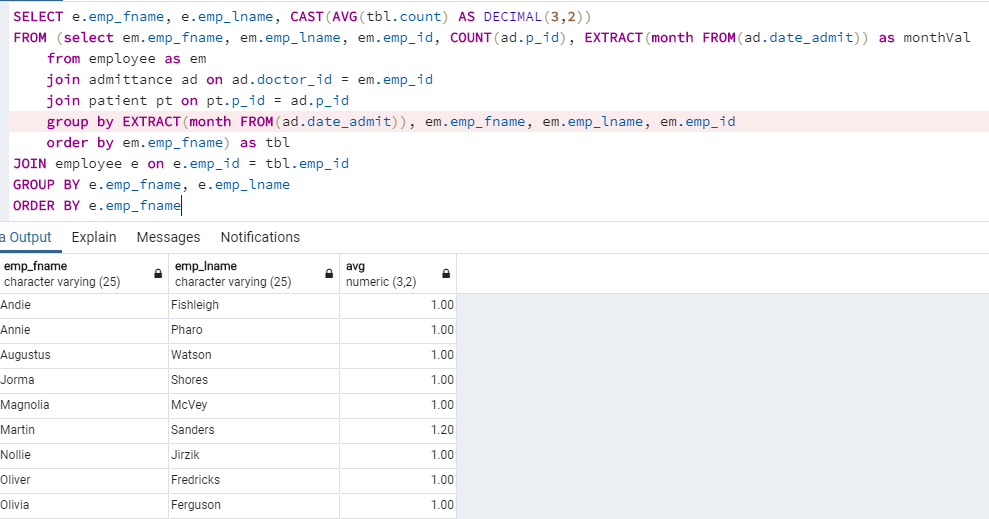 SELECT e.emp_fname, e.emp_lname, CAST(AVG(tbl.count) AS DECIMAL(3,2))
FROM (select em.emp_fname, em.emp_lname, em.emp_id, COUNT(ad.p_id), EXTRACT(month FROM(ad.date_admit)) as monthVal
from employee as em
join admittance ad on ad.doctor_id = em.emp_id
join patient pt on pt.p_id = ad.p_id
group by EXTRACT(month FROM(ad.date_admit)), em.emp_fname, em.emp_lname, em.emp_id
order by em.emp_fname) as tbl
JOIN employee e on e.emp_id = tbl.emp_id
GROUP BY e.emp_fname, e.emp_lname
ORDER BY e.emp_fname
a Output Explain Messages Notifications
emp_fname emp_lname avg
character varying (25) character varying (25) numeric (3,2)
Andie Fishleigh 1.00
Annie Pharo 1.00
Augustus Watson 1.00
Jorma Shores 1.00
Magnolia McVey 1.00
Martin Sanders 1.20
Nollie Jirzik 1.00
Oliver Fredricks 1.00
Olivia Ferguson 1.00